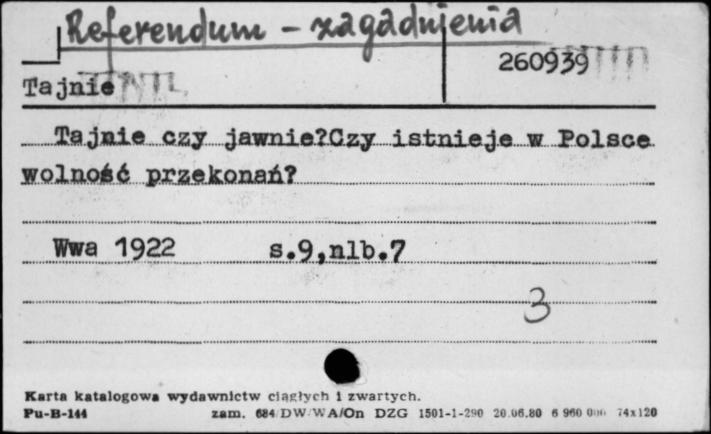 Referendum - zagadnienia
260939
Tajnie
Tajnie czy jawnie?Czy istnieje w Polsce
wolność przekonań?
Wwa 1922 s.9,nlb.7
3
Karta katalogowa wydawnictw ciągłych i zwartych.
Pu-B-144 zam. 684/DW/WA/On DZG 1501-1-290 20.06.80 6 960 000 74x120